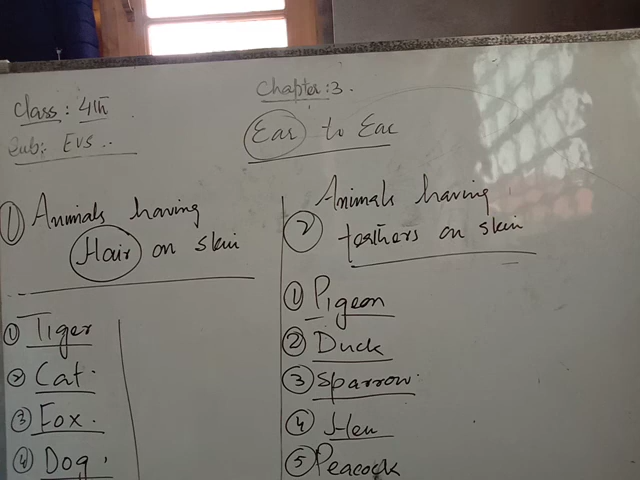 Class: 4th
Sub: EVS..
Chapter: 3.
Ear to Ear
① Animals having
Hair on skin
① Tiger
② Cat.
③ Fox.
④ Dog.
Animals having
② feathers on skin
① Pigeon
② Duck
③ Sparrow.
④ Hen
⑤ Peacock